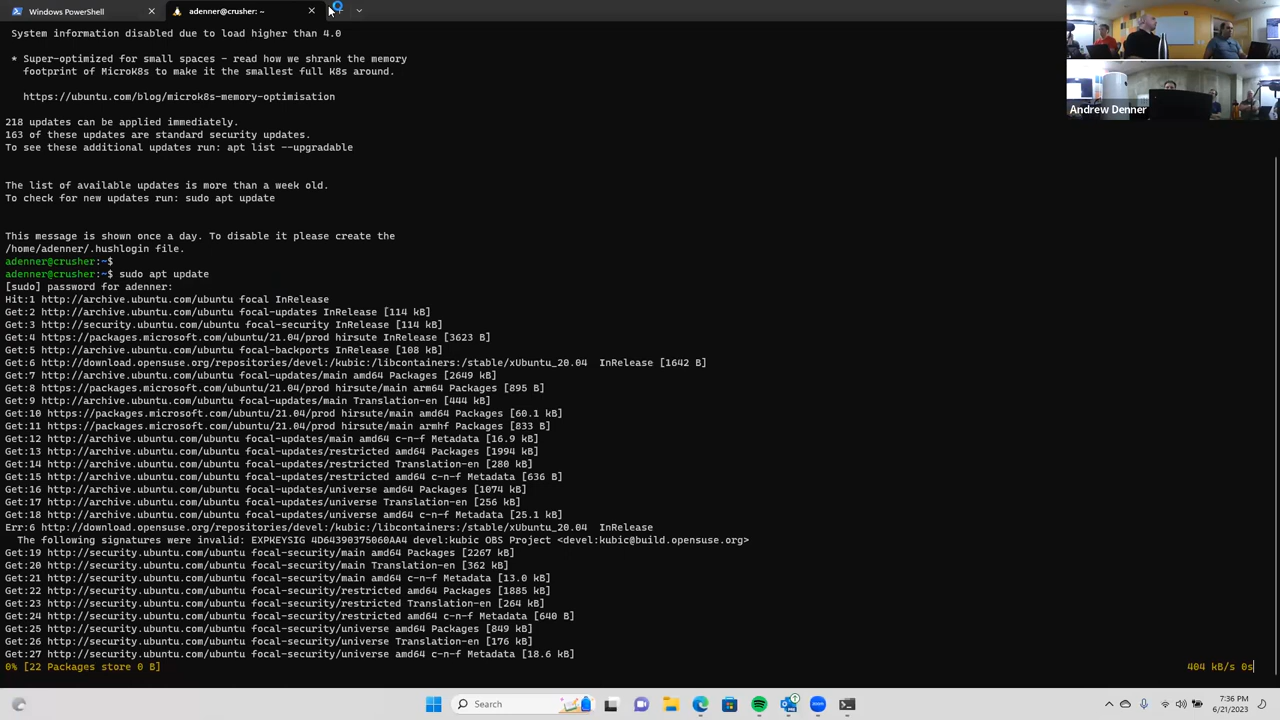 Windows PowerShell
adenner@crusher: ~
System information disabled due to load higher than 4.0
* Super-optimized for small spaces - read how we shrank the memory
footprint of MicroK8s to make it the smallest full K8s around.
https://ubuntu.com/blog/microk8s-memory-optimisation
218 updates can be applied immediately.
163 of these updates are standard security updates.
To see these additional updates run: apt list --upgradable
The list of available updates is more than a week old.
To check for new updates run: sudo apt update
This message is shown once a day. To disable it please create the
/home/adenner/.hushlogin file.
adenner@crusher:~$
adenner@crusher:~$ sudo apt update
[sudo] password for adenner:
Hit:1 http://archive.ubuntu.com/ubuntu focal InRelease
Get:2 http://archive.ubuntu.com/ubuntu focal-updates InRelease [114 kB]
Get:3 http://security.ubuntu.com/ubuntu focal-security InRelease [114 kB]
Get:4 https://packages.microsoft.com/ubuntu/21.04/prod hirsute InRelease [3623 B]
Get:5 http://archive.ubuntu.com/ubuntu focal-backports InRelease [108 kB]
Get:6 http://download.opensuse.org/repositories/devel:/kubic:/libcontainers:/stable/xUbuntu_20.04  InRelease [1642 B]
Get:7 http://archive.ubuntu.com/ubuntu focal-updates/main amd64 Packages [2649 kB]
Get:8 https://packages.microsoft.com/ubuntu/21.04/prod hirsute/main arm64 Packages [895 B]
Get:9 http://archive.ubuntu.com/ubuntu focal-updates/main Translation-en [444 kB]
Get:10 https://packages.microsoft.com/ubuntu/21.04/prod hirsute/main amd64 Packages [60.1 kB]
Get:11 https://packages.microsoft.com/ubuntu/21.04/prod hirsute/main armhf Packages [833 B]
Get:12 http://archive.ubuntu.com/ubuntu focal-updates/main amd64 c-n-f Metadata [16.9 kB]
Get:13 http://archive.ubuntu.com/ubuntu focal-updates/restricted amd64 Packages [1994 kB]
Get:14 http://archive.ubuntu.com/ubuntu focal-updates/restricted Translation-en [280 kB]
Get:15 http://archive.ubuntu.com/ubuntu focal-updates/restricted amd64 c-n-f Metadata [636 B]
Get:16 http://archive.ubuntu.com/ubuntu focal-updates/universe amd64 Packages [1074 kB]
Get:17 http://archive.ubuntu.com/ubuntu focal-updates/universe Translation-en [256 kB]
Get:18 http://archive.ubuntu.com/ubuntu focal-updates/universe amd64 c-n-f Metadata [25.1 kB]
Err:6 http://download.opensuse.org/repositories/devel:/kubic:/libcontainers:/stable/xUbuntu_20.04  InRelease
The following signatures were invalid: EXPKEYSIG 4D64390375060AA4 devel:kubic OBS Project <devel:kubic@build.opensuse.org>
Get:19 http://security.ubuntu.com/ubuntu focal-security/main amd64 Packages [2267 kB]
Get:20 http://security.ubuntu.com/ubuntu focal-security/main Translation-en [362 kB]
Get:21 http://security.ubuntu.com/ubuntu focal-security/main amd64 c-n-f Metadata [13.0 kB]
Get:22 http://security.ubuntu.com/ubuntu focal-security/restricted amd64 Packages [1885 kB]
Get:23 http://security.ubuntu.com/ubuntu focal-security/restricted Translation-en [264 kB]
Get:24 http://security.ubuntu.com/ubuntu focal-security/restricted amd64 c-n-f Metadata [640 B]
Get:25 http://security.ubuntu.com/ubuntu focal-security/universe amd64 Packages [849 kB]
Get:26 http://security.ubuntu.com/ubuntu focal-security/universe Translation-en [176 kB]
Get:27 http://security.ubuntu.com/ubuntu focal-security/universe amd64 c-n-f Metadata [18.6 kB]
0% [22 Packages store 0 B]
404 kB/s 0s
Andrew Denner
Search
zoom
7:36 PM
6/21/2023